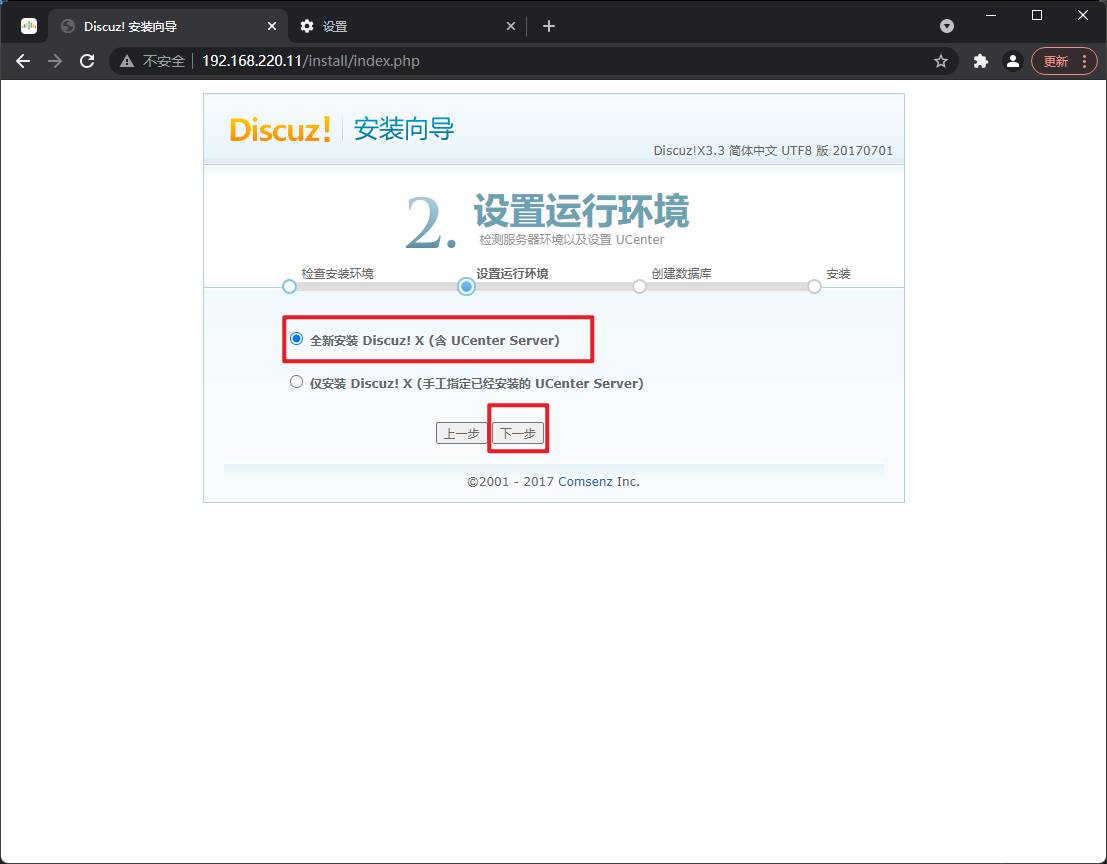 Discuz! 安装向导
设置
不安全
192.168.220.11/install/index.php
更新
Discuz!
安装向导
Discuz!X3.3 简体中文 UTF8 版 20170701
2.
设置运行环境
检测服务器环境以及设置 UCenter
检查安装环境
设置运行环境
创建数据库
安装
全新安装 Discuz! X (含 UCenter Server)
仅安装 Discuz! X (手工指定已经安装的 UCenter Server)
上一步
下一步
©2001 - 2017 Comsenz Inc.